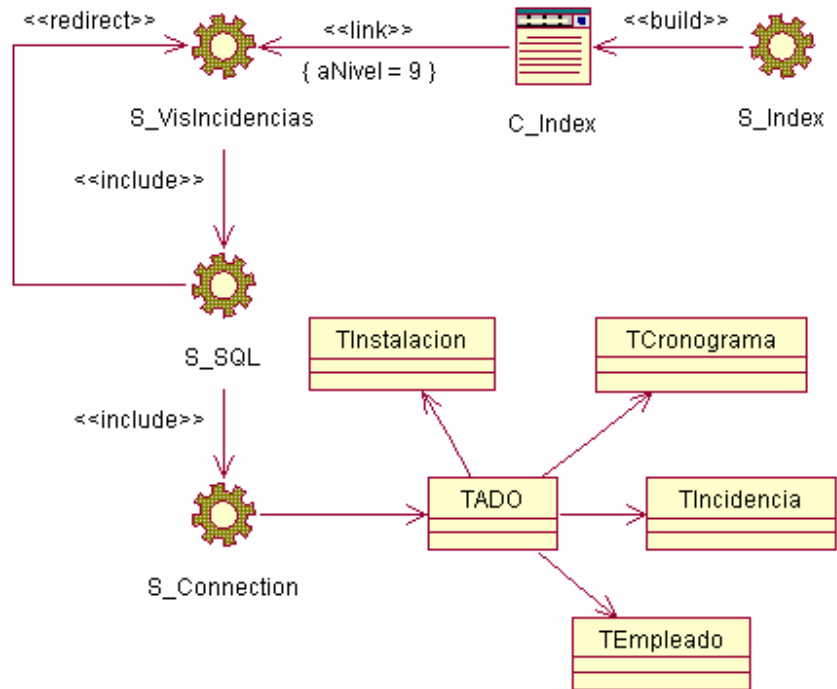 <<redirect>>
<<link>>
<<build>>
{ aNivel = 9 }
S_VisIncidencias
C_Index
S_Index
<<include>>
S_SQL
TInstalacion
TCronograma
<<include>>
TADO
TIncidencia
S_Connection
TEmpleado